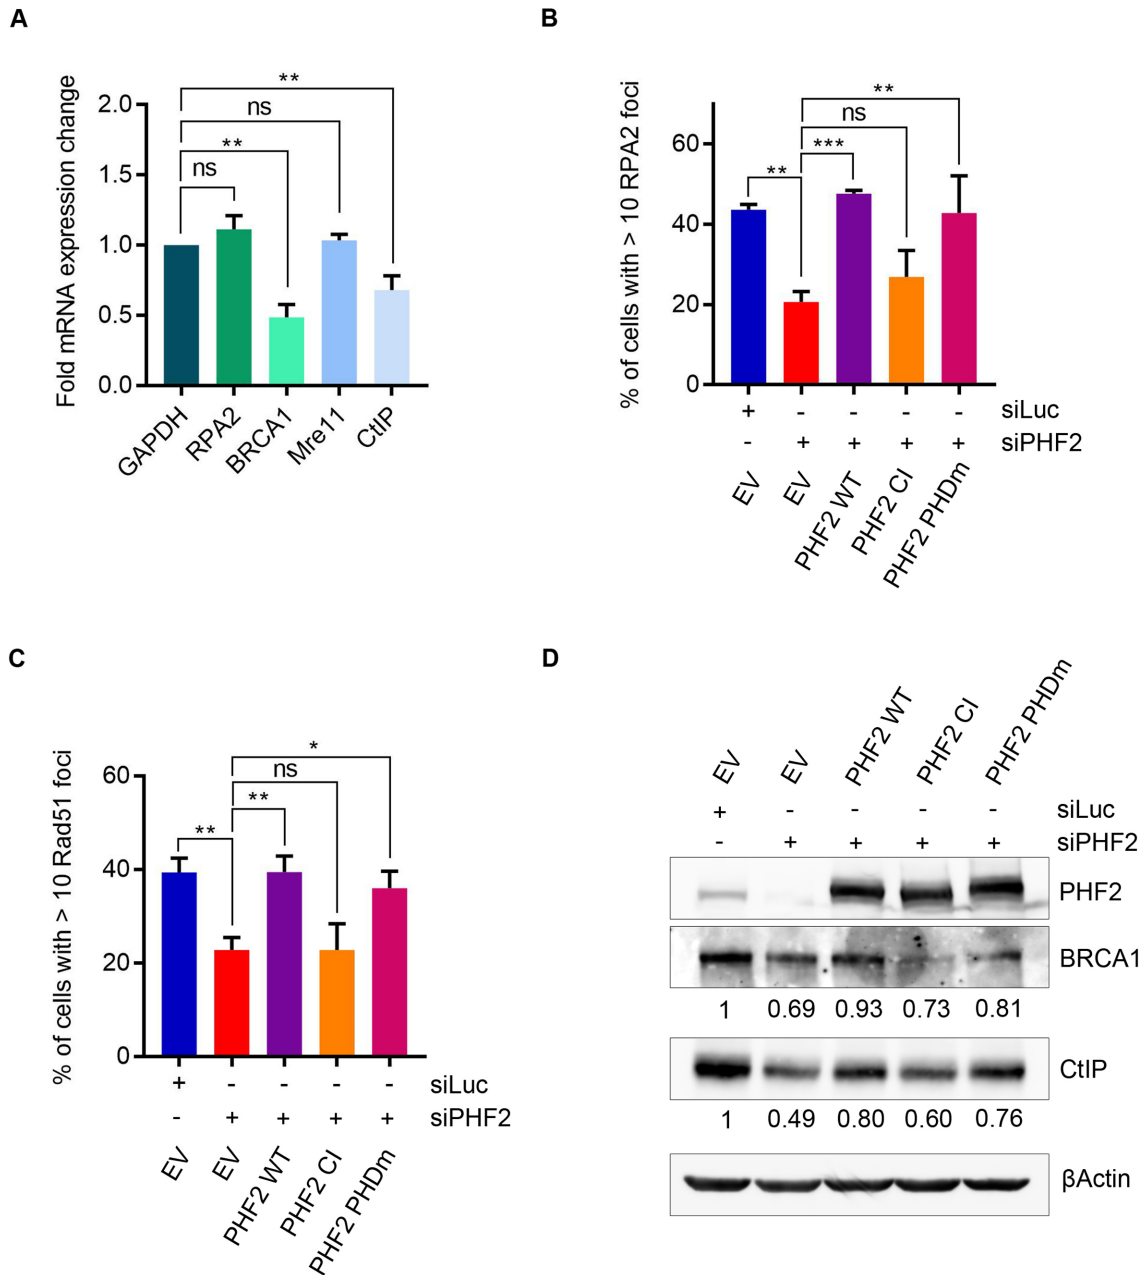 A
Fold mRNA expression change
2.0
1.5
1.0
0.5
0.0
**
ns
**
ns
GAPDH
RPA2
BRCA1
Mre11
CtIP
B
% of cells with > 10 RPA2 foci
60
40
20
0
**
ns
***
**
+ - - - - siLuc
- + + + + siPHF2
EV
EV
PHF2 WT
PHF2 CI
PHF2 PHDm
C
% of cells with > 10 Rad51 foci
60
40
20
0
*
ns
**
**
+ - - - - siLuc
- + + + + siPHF2
EV
EV
PHF2 WT
PHF2 CI
PHF2 PHDm
D
EV
EV
PHF2 WT
PHF2 CI
PHF2 PHDm
+ - - - - siLuc
- + + + + siPHF2
PHF2
BRCA1
1 0.69 0.93 0.73 0.81
CtIP
1 0.49 0.80 0.60 0.76
βActin